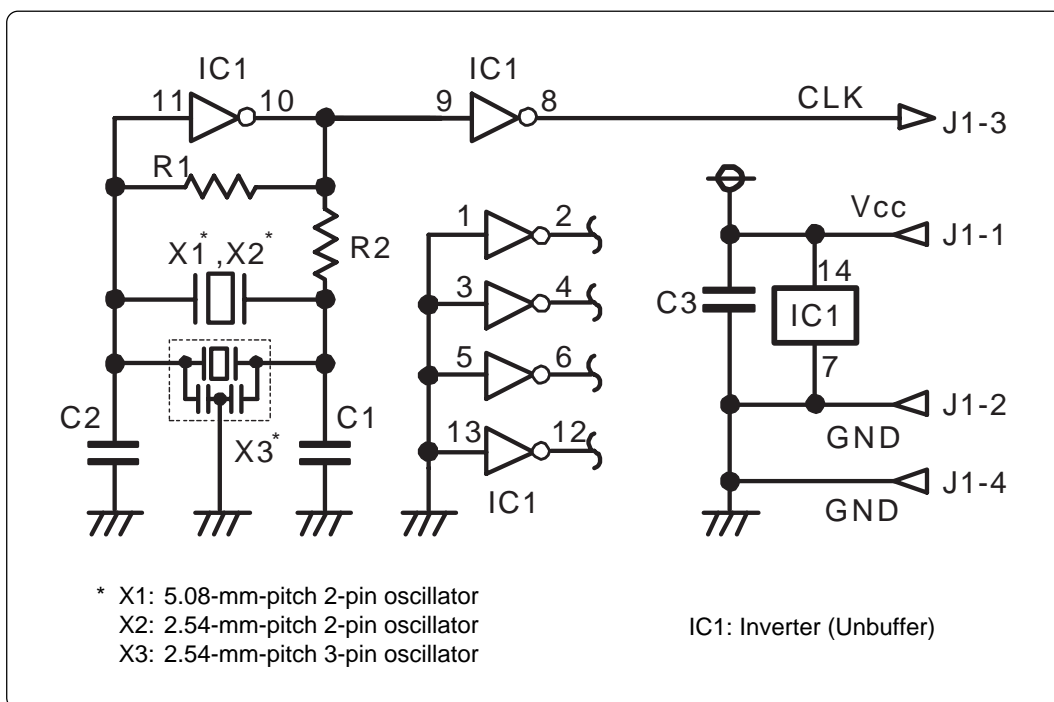 IC1 IC1
11 10 9 8 CLK J1-3
R1
X1*,X2* R2
1 2 Vcc J1-1
3 4 C3 14 IC1
5 6 7
C2 X3* C1 13 12 IC1
J1-2
GND
J1-4
GND
* X1: 5.08-mm-pitch 2-pin oscillator
X2: 2.54-mm-pitch 2-pin oscillator
X3: 2.54-mm-pitch 3-pin oscillator
IC1: Inverter (Unbuffer)